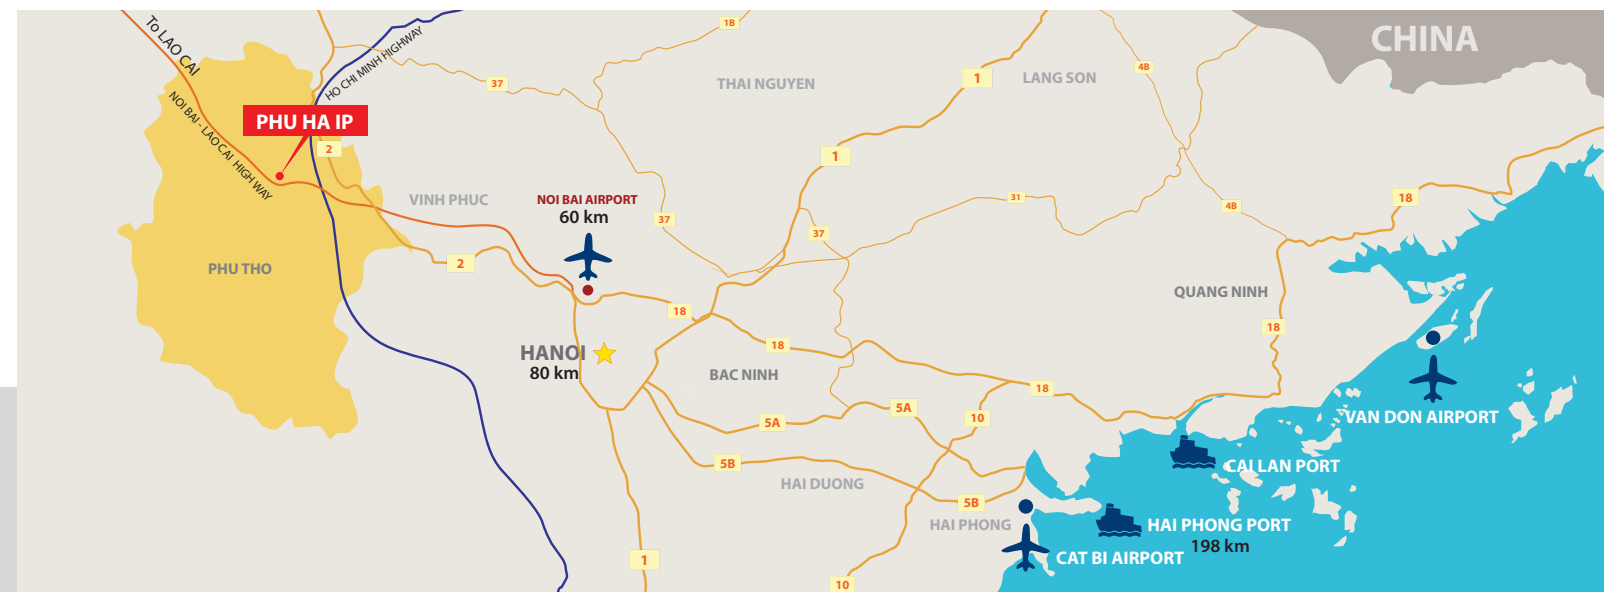 To LAO CAI
HO CHI MINH HIGHWAY
NOI BAI - LAO CAI HIGH WAY
PHU HA IP
2
37
1B
THAI NGUYEN
1
LANG SON
4B
CHINA
1
VINH PHUC
NOI BAI AIRPORT
60 km
37
37
31
4B
18
PHU THO
2
QUANG NINH
18
18
HANOI
80 km
18
BAC NINH
18
VAN DON AIRPORT
5A
5A
10
5B
CAI LAN PORT
HAI DUONG
5B
HAI PHONG
HAI PHONG PORT
198 km
CAT BI AIRPORT
1
10